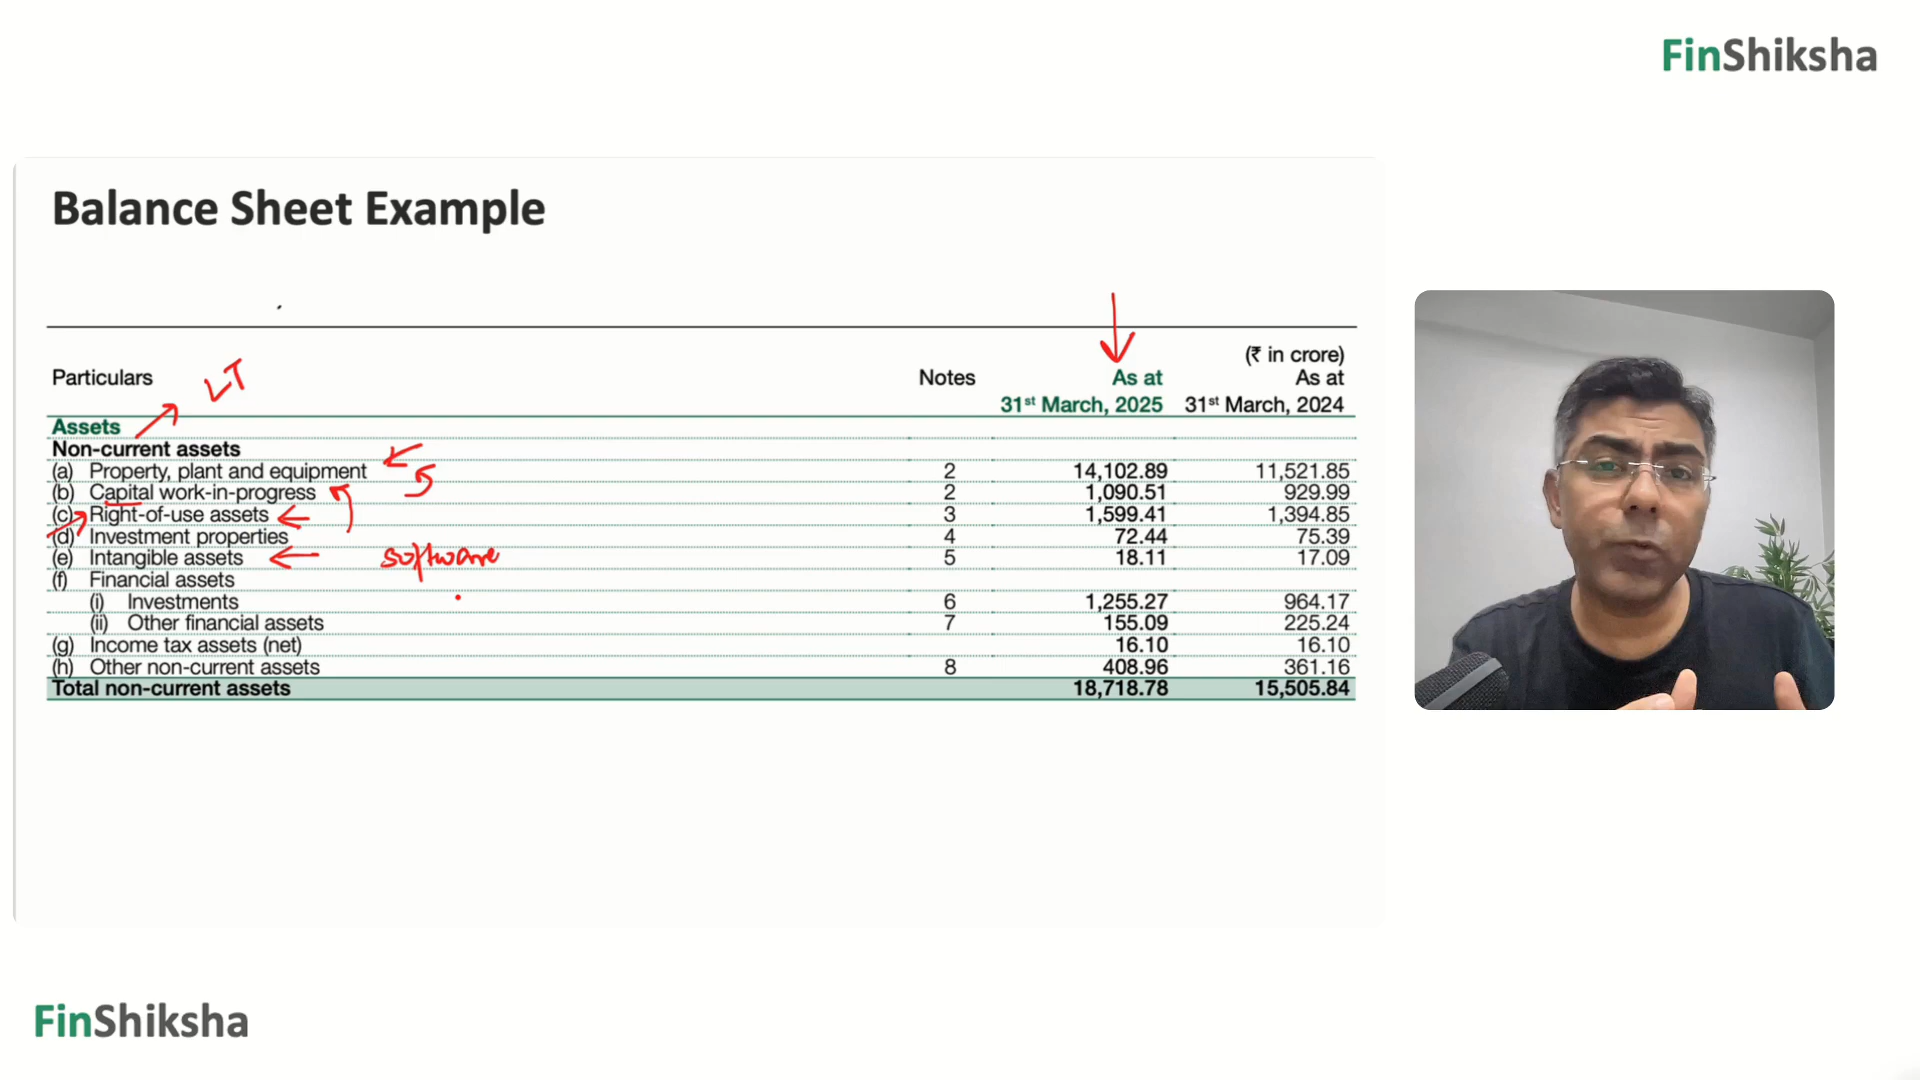 FinShiksha
Balance Sheet Example
(₹ in crore)
Particulars Notes As at As at
31st March, 2025 31st March, 2024
LT
Assets
Non-current assets
(a) Property, plant and equipment 2 14,102.89 11,521.85
5
(b) Capital work-in-progress 2 1,090.51 929.99
(c) Right-of-use assets 3 1,599.41 1,394.85
(d) Investment properties 4 72.44 75.39
(e) Intangible assets software 5 18.11 17.09
(f) Financial assets
(i) Investments 6 1,255.27 964.17
(ii) Other financial assets 7 155.09 225.24
(g) Income tax assets (net) 16.10 16.10
(h) Other non-current assets 8 408.96 361.16
Total non-current assets 18,718.78 15,505.84
FinShiksha